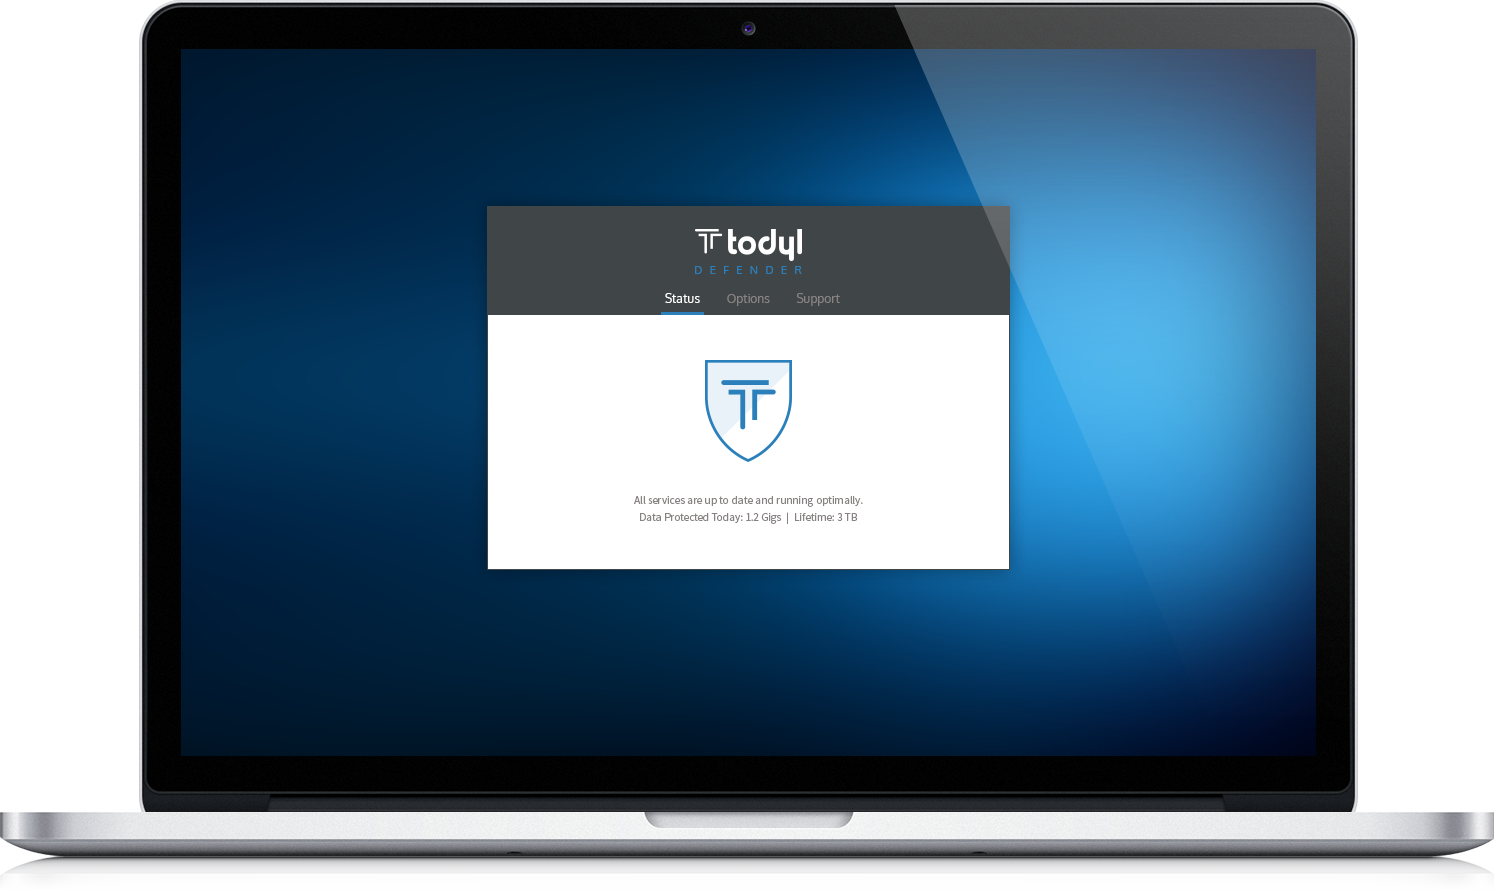 todyl
DEFENDER
Status Options Support
All services are up to date and running optimally.
Data Protected Today: 1.2 Gigs | Lifetime: 3 TB